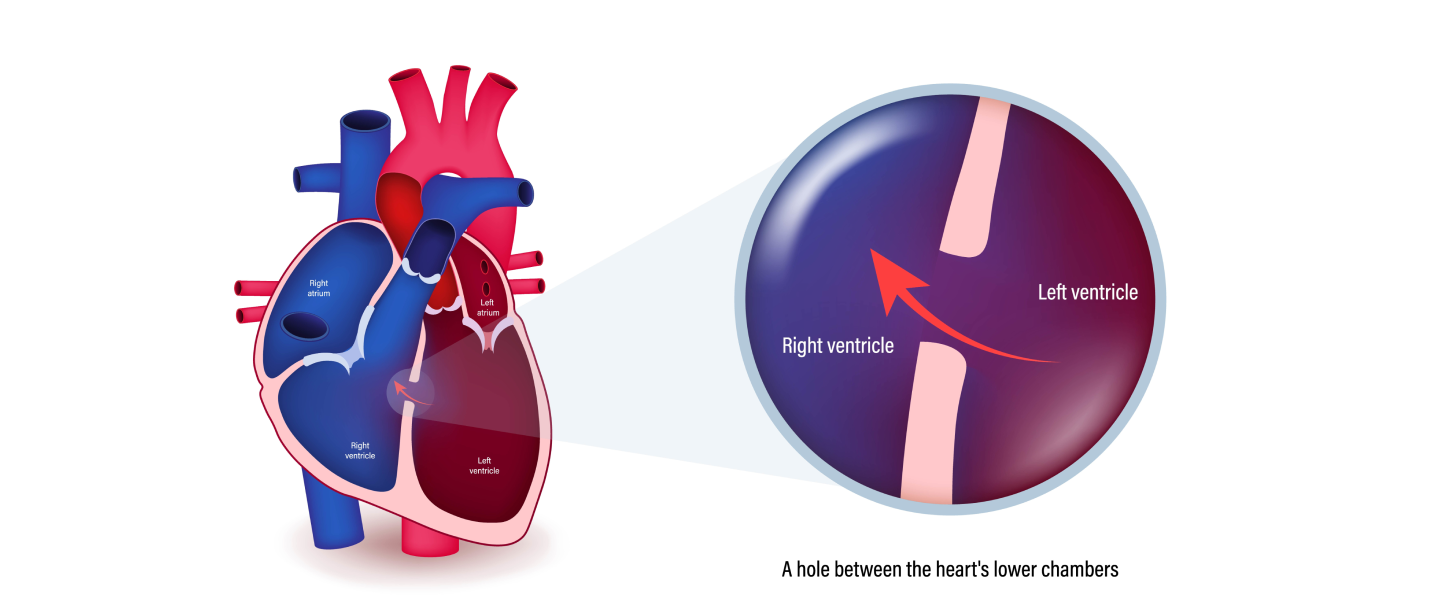 Right
atrium
Left
atrium
Right
ventricle
Left
ventricle
Left ventricle
Right ventricle
A hole between the heart's lower chambers